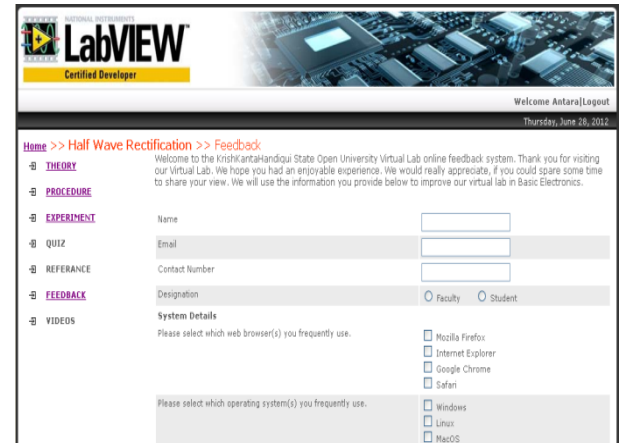 NATIONAL INSTRUMENTS
LabVIEW
Certified Developer
Welcome Antara|Logout
Thursday, June 28, 2012
Home >> Half Wave Rectification >> Feedback
THEORY
PROCEDURE
EXPERIMENT
QUIZ
REFERANCE
FEEDBACK
VIDEOS
Welcome to the KrishKantaHandiqui State Open University Virtual Lab online feedback system. Thank you for visiting
our Virtual Lab. We hope you had an enjoyable experience. We would really appreciate, if you could spare some time
to share your view. We will use the information you provide below to improve our virtual lab in Basic Electronics.
Name
Email
Contact Number
Designation
Faculty Student
System Details
Please select which web browser(s) you frequently use.
Mozilla Firefox
Internet Explorer
Google Chrome
Safari
Please select which operating system(s) you frequently use.
Windows
Linux
MacOS